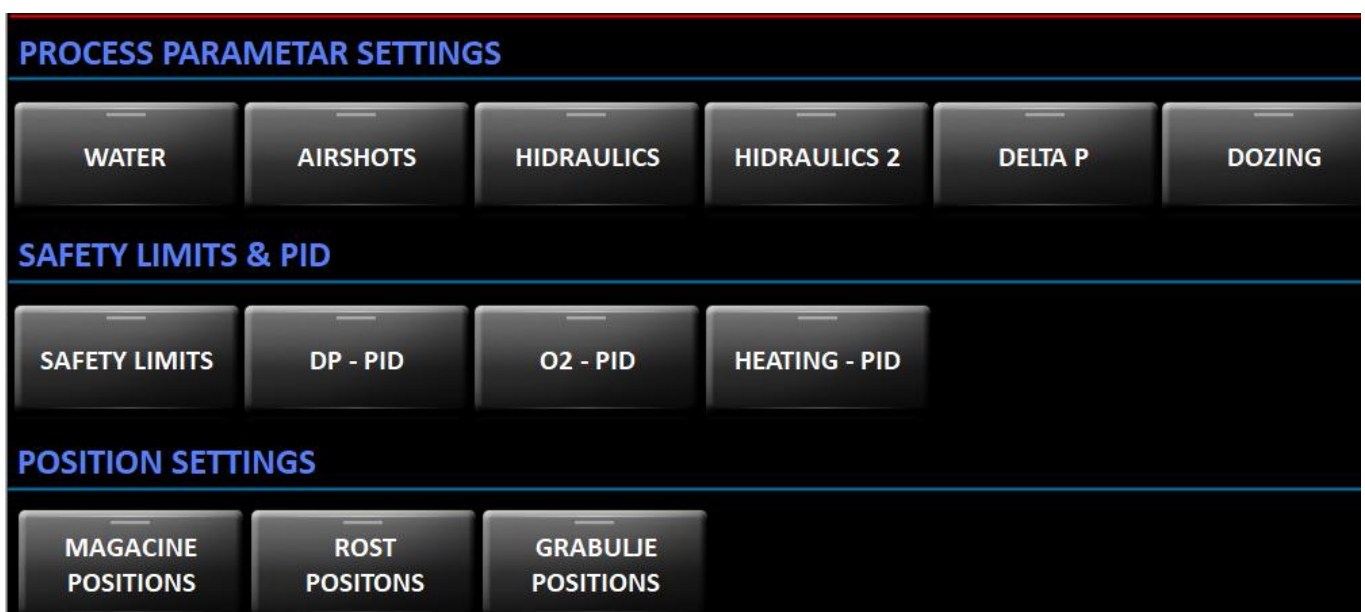 PROCESS PARAMETAR SETTINGS
WATER
AIRSHOTS
HIDRAULICS
HIDRAULICS 2
DELTA P
DOZING
SAFETY LIMITS & PID
SAFETY LIMITS
DP - PID
O2 - PID
HEATING - PID
POSITION SETTINGS
MAGACINE
POSITIONS
ROST
POSITONS
GRABULJE
POSITIONS